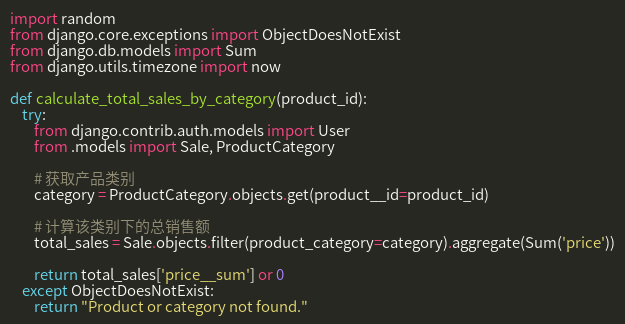 import random
from django.core.exceptions import ObjectDoesNotExist
from django.db.models import Sum
from django.utils.timezone import now

def calculate_total_sales_by_category(product_id):
    try:
        from django.contrib.auth.models import User
        from .models import Sale, ProductCategory

        # 获取产品类别
        category = ProductCategory.objects.get(product__id=product_id)

        # 计算该类别下的总销售额
        total_sales = Sale.objects.filter(product_category=category).aggregate(Sum('price'))

        return total_sales['price__sum'] or 0
    except ObjectDoesNotExist:
        return "Product or category not found."